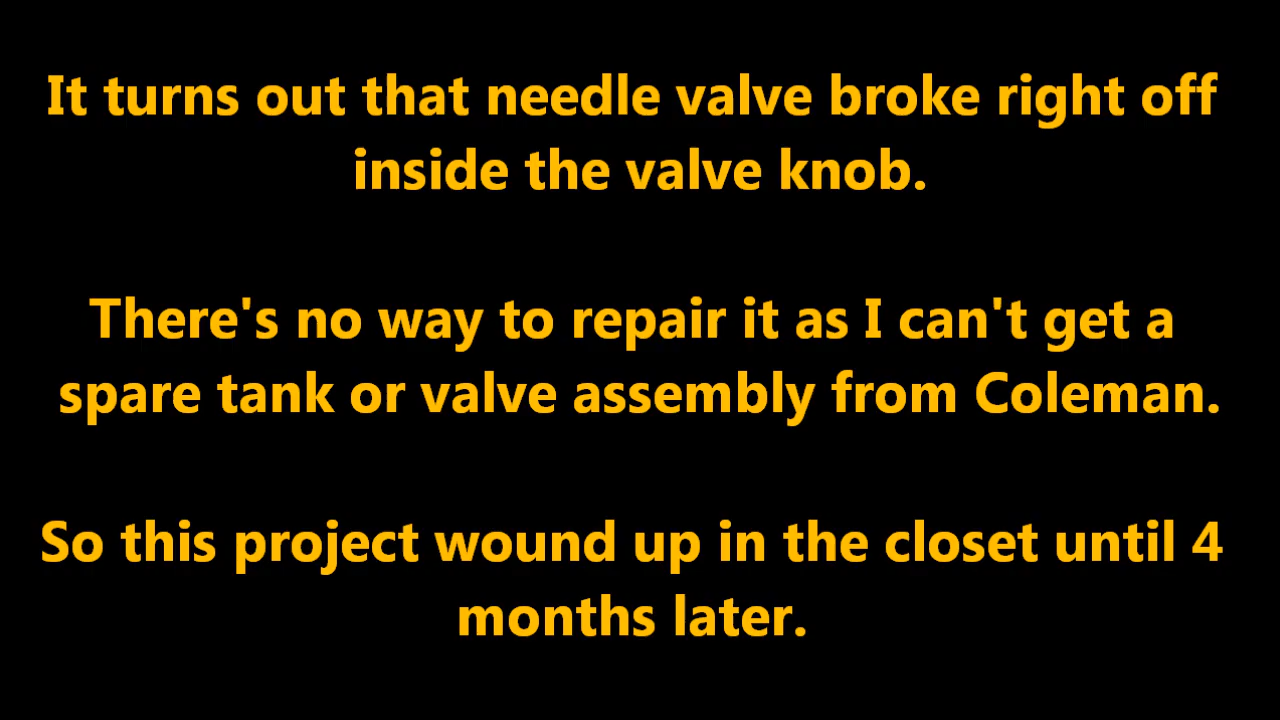 It turns out that needle valve broke right off
inside the valve knob.
There's no way to repair it as I can't get a
spare tank or valve assembly from Coleman.
So this project wound up in the closet until 4
months later.